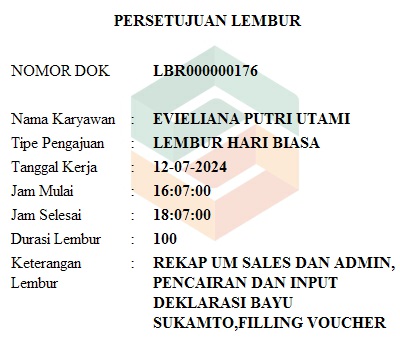 PERSETUJUAN LEMBUR
NOMOR DOK LBR000000176
Nama Karyawan : EVIELIANA PUTRI UTAMI
Tipe Pengajuan : LEMBUR HARI BIASA
Tanggal Kerja : 12-07-2024
Jam Mulai : 16:07:00
Jam Selesai : 18:07:00
Durasi Lembur : 100
Keterangan : REKAP UM SALES DAN ADMIN,
Lembur PENCAIRAN DAN INPUT
DEKLARASI BAYU
SUKAMTO,FILLING VOUCHER